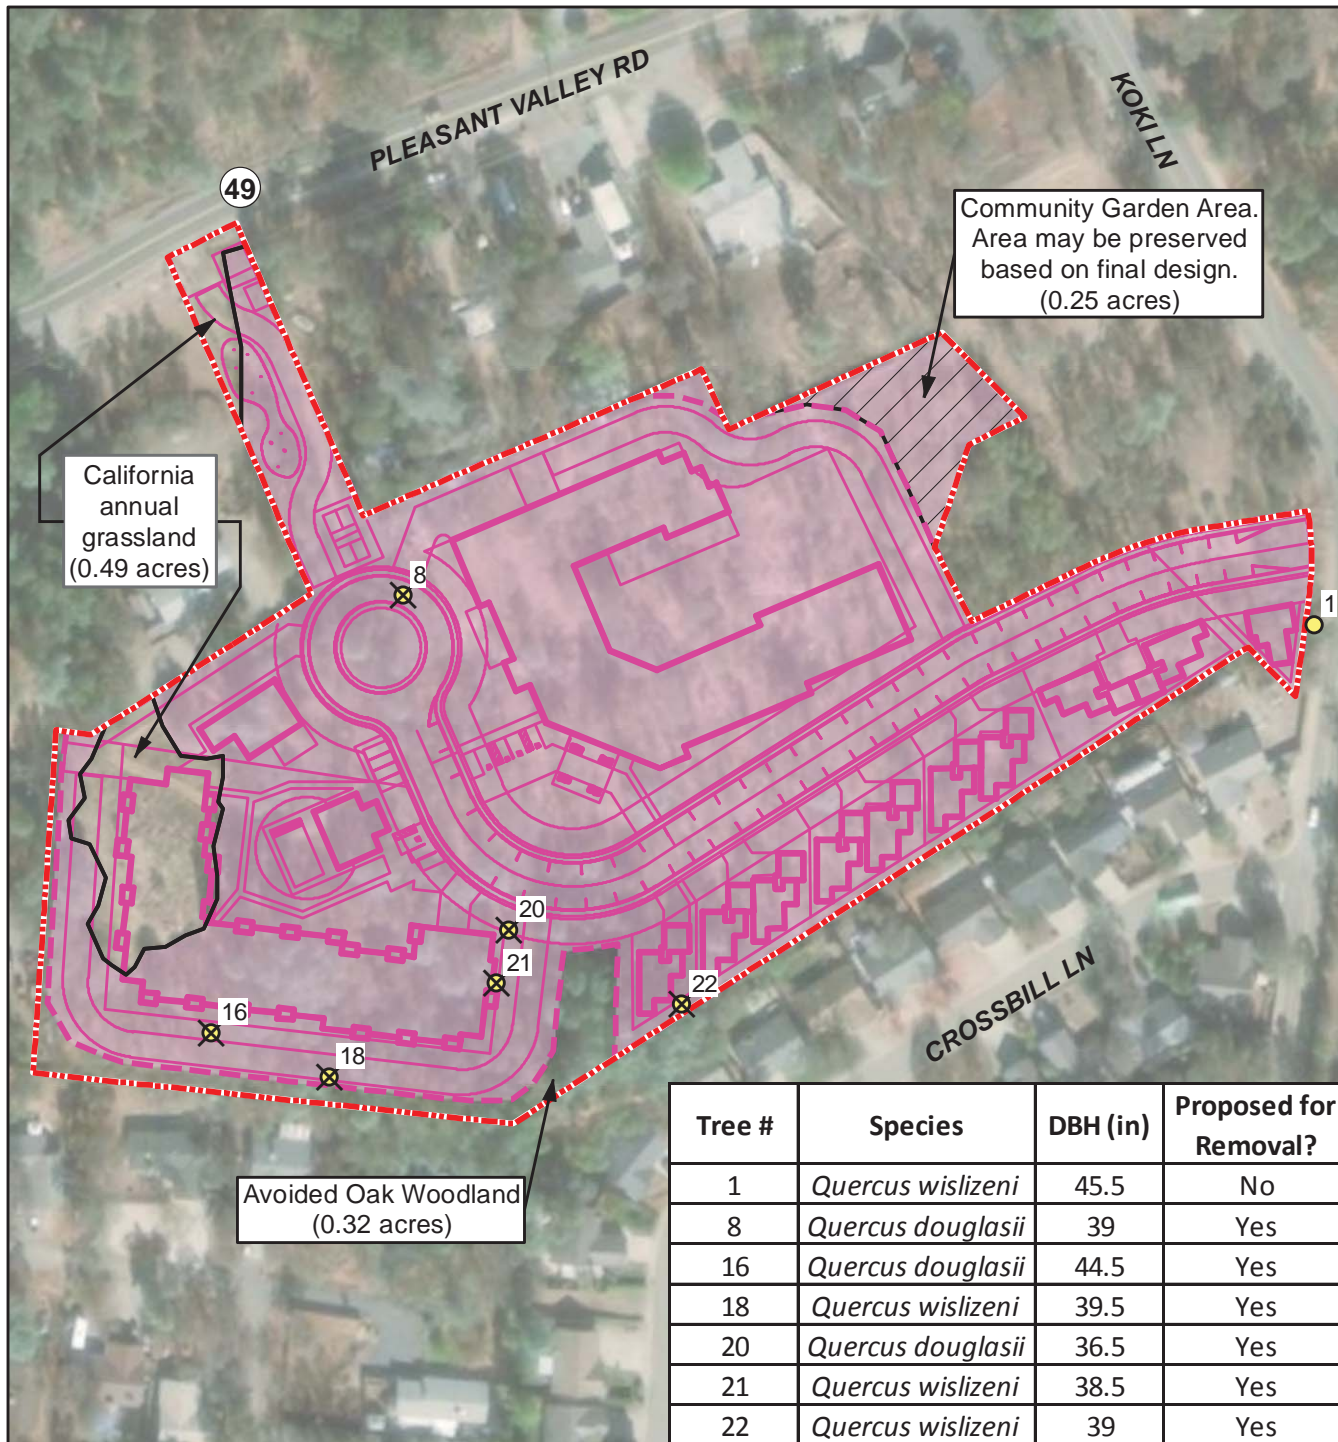 PLEASANT VALLEY RD
KOKI LN
49
Community Garden Area.
Area may be preserved
based on final design.
(0.25 acres)
California
annual
grassland
(0.49 acres)
8
1
20
21
22
16
18
CROSSBILL LN
Avoided Oak Woodland
(0.32 acres)
Tree # Species DBH (in) Proposed for Removal?
1 Quercus wislizeni 45.5 No
8 Quercus douglasii 39 Yes
16 Quercus douglasii 44.5 Yes
18 Quercus wislizeni 39.5 Yes
20 Quercus douglasii 36.5 Yes
21 Quercus wislizeni 38.5 Yes
22 Quercus wislizeni 39 Yes